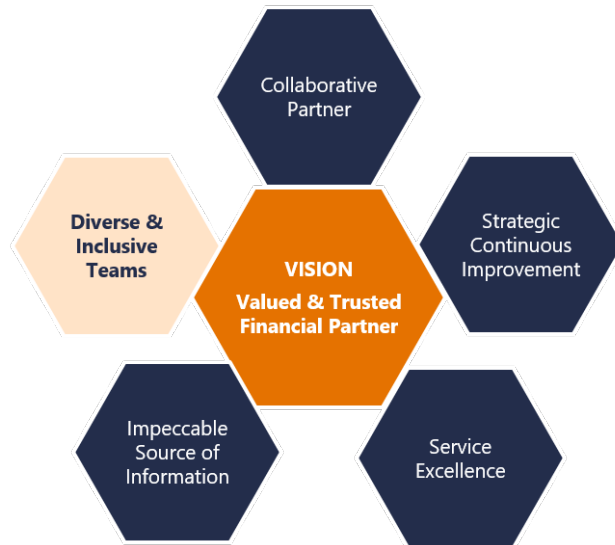 Collaborative
Partner
Diverse &
Inclusive
Teams
VISION
Valued & Trusted
Financial Partner
Strategic
Continuous
Improvement
Impeccable
Source of
Information
Service
Excellence